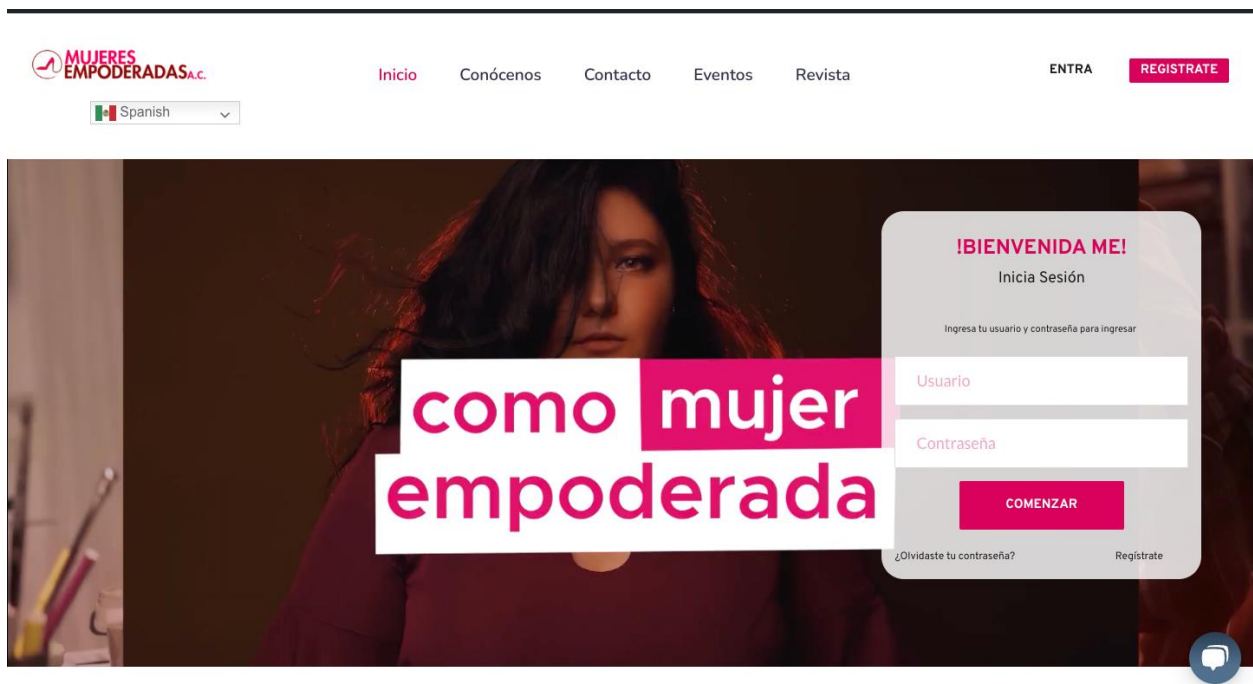 MUJERES
EMPODERADAS A.C.
Spanish
Inicio
Conócenos
Contacto
Eventos
Revista
ENTRA
REGISTRATE
como mujer
empoderada
!BIENVENIDA ME!
Inicia Sesión
Ingresa tu usuario y contraseña para ingresar
Usuario
Contraseña
COMENZAR
¿Olvidaste tu contraseña?
Regístrate